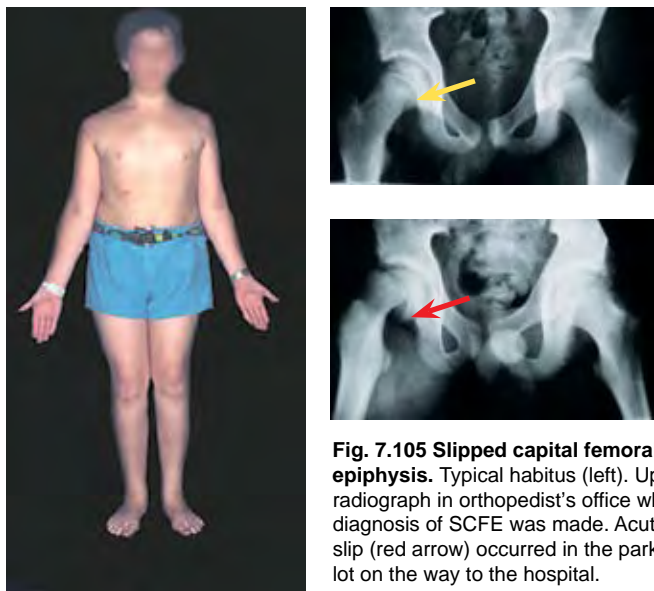 Fig. 7.105 Slipped capital femora
epiphysis. Typical habitus (left). Up
radiograph in orthopedist's office wh
diagnosis of SCFE was made. Acut
slip (red arrow) occurred in the park
lot on the way to the hospital.